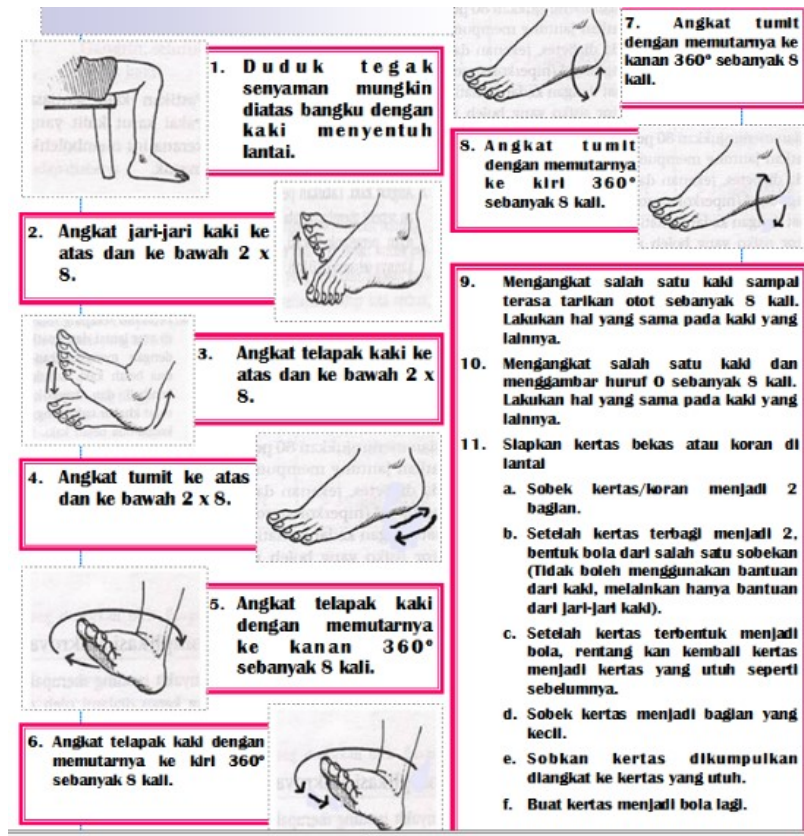 1. Duduk tegak
senyaman mungkin
diatas bangku dengan
kaki menyentuh
lantai.
2. Angkat jari-jari kaki ke
atas dan ke bawah 2 x
8.
3. Angkat telapak kaki ke
atas dan ke bawah 2 x
8.
4. Angkat tumit ke atas
dan ke bawah 2 x 8.
5. Angkat telapak kaki
dengan memutarnya
ke kanan 360°
sebanyak 8 kali.
6. Angkat telapak kaki dengan
memutarnya ke kiri 360°
sebanyak 8 kali.
7. Angkat tumit
dengan memutarnya ke
kanan 360° sebanyak 8
kali.
8. Angkat tumit
dengan memutarnya
ke kiri 360°
sebanyak 8 kali.
9. Mengangkat salah satu kaki sampai
terasa tarikan otot sebanyak 8 kali.
Lakukan hal yang sama pada kaki yang
lainnya.
10. Mengangkat salah satu kaki dan
menggambar huruf O sebanyak 8 kali.
Lakukan hal yang sama pada kaki yang
lainnya.
11. Siapkan kertas bekas atau koran di
lantai
a. Sobek kertas/koran menjadi 2
bagian.
b. Setelah kertas terbagi menjadi 2,
bentuk bola dari salah satu sobekan
(Tidak boleh menggunakan bantuan
dari kaki, melainkan hanya bantuan
dari jari-jari kaki).
c. Setelah kertas terbentuk menjadi
bola, rentang kan kembali kertas
menjadi kertas yang utuh seperti
sebelumnya.
d. Sobek kertas menjadi bagian yang
kecil.
e. Sobkan kertas dikumpulkan
diangkat ke kertas yang utuh.
f. Buat kertas menjadi bola lagi.